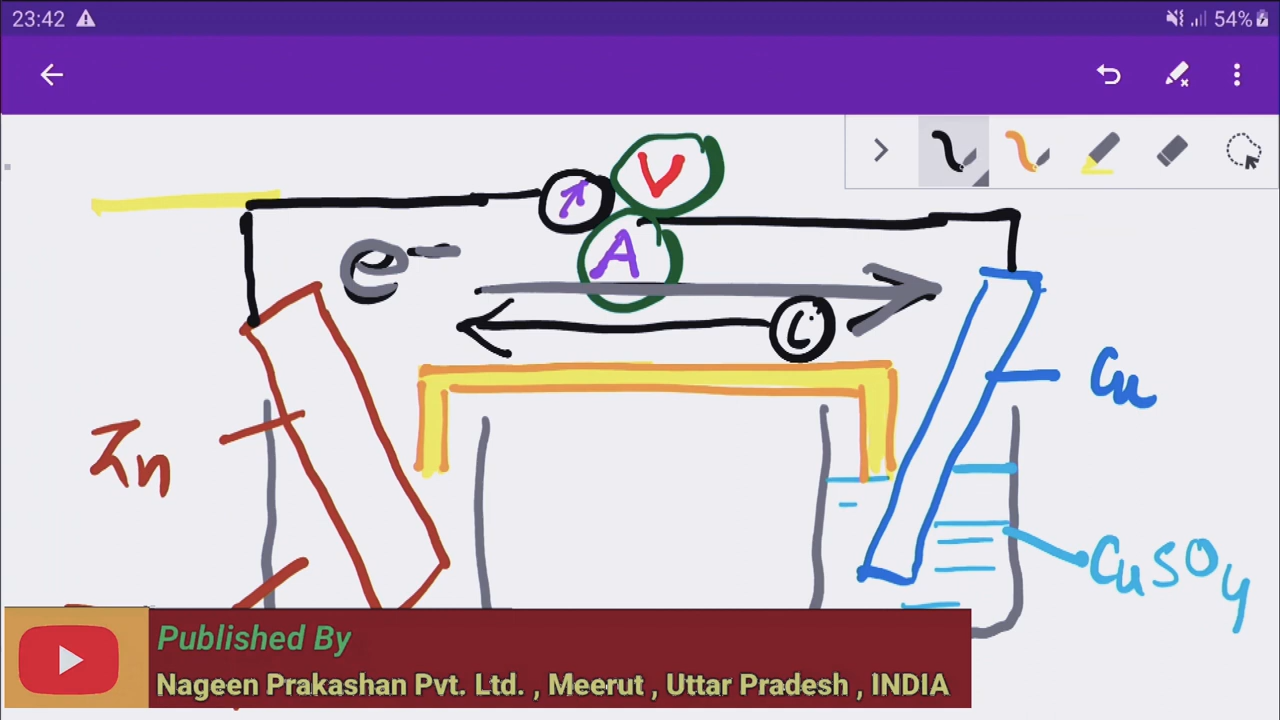 23:42
54%
V
e⁻
A
C
Zn
Cu
CuSO4
Published By
Nageen Prakashan Pvt. Ltd. , Meerut , Uttar Pradesh , INDIA